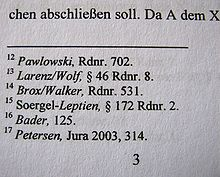 chen abschließen soll. Da A dem X
12 Pawlowski, Rdnr. 702.
13 Larenz/Wolf, § 46 Rdnr. 8.
14 Brox/Walker, Rdnr. 531.
15 Soergel-Leptien, § 172 Rdnr. 2.
16 Bader, 125.
17 Petersen, Jura 2003, 314.
3